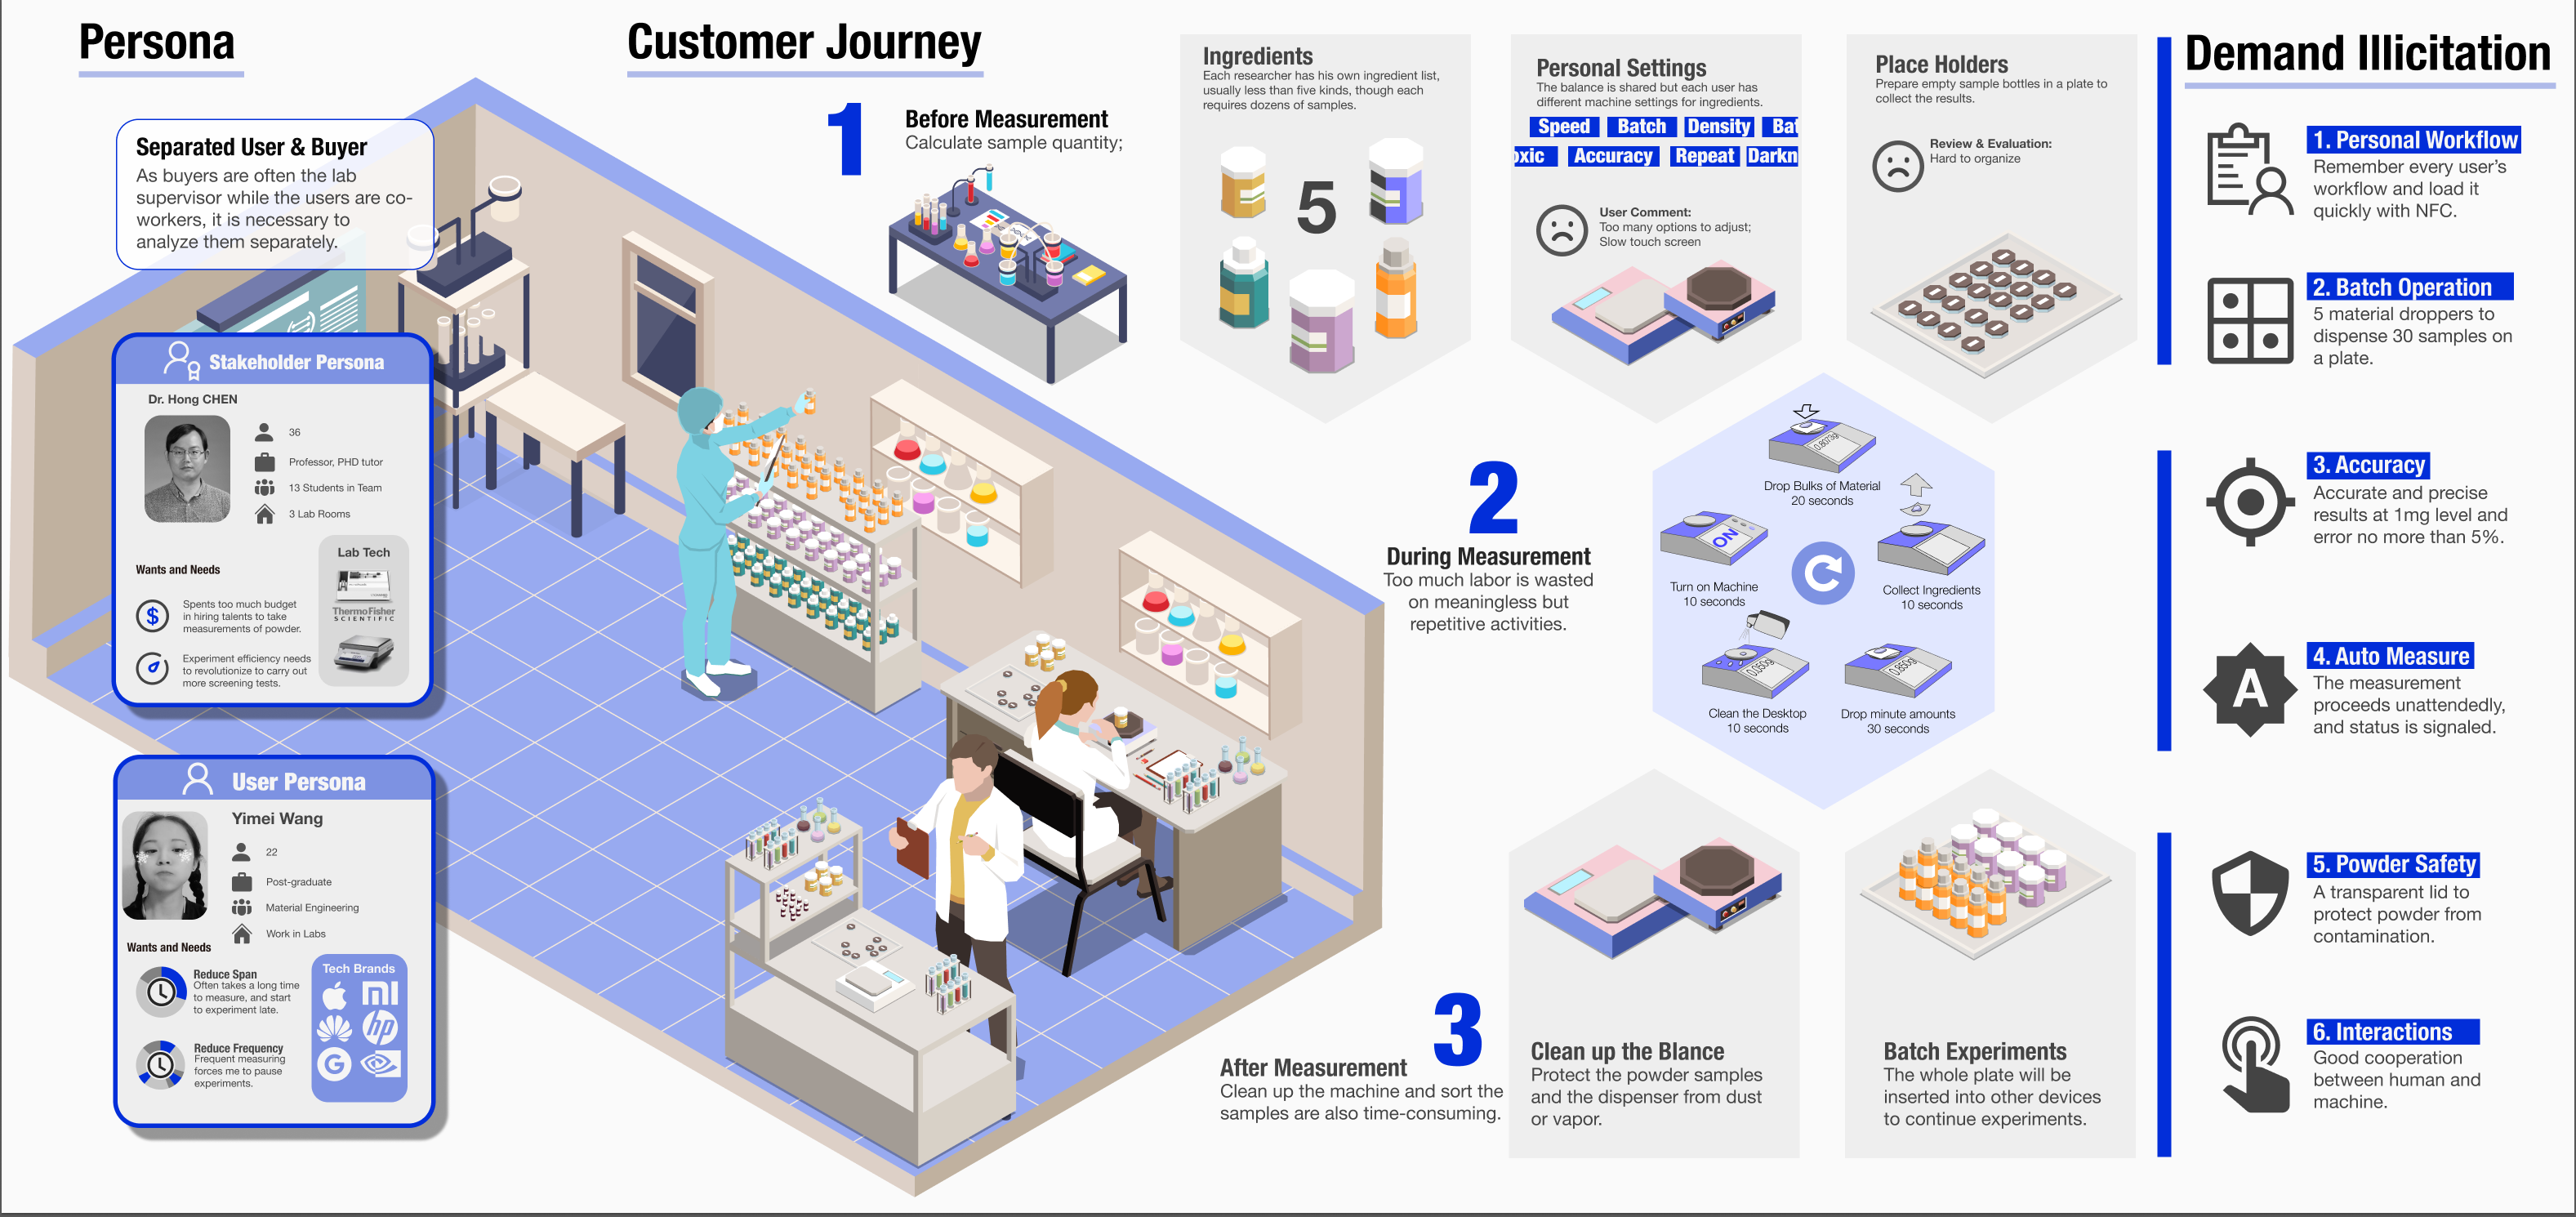 Persona
Separated User & Buyer
As buyers are often the lab
supervisor while the users are co-
workers, it is necessary to
analyze them separately.
Stakeholder Persona
Dr. Hong CHEN
36
Professor, PHD tutor
13 Students in Team
3 Lab Rooms
Wants and Needs
Spents too much budget
in hiring talents to take
measurements of powder.
Experiment efficiency needs
to revolutionize to carry out
more screening tests.
Lab Tech
ThermoFisher
SCIENTIFIC
User Persona
Yimei Wang
22
Post-graduate
Material Engineering
Work in Labs
Wants and Needs
Reduce Span
Often takes a long time
to measure, and start
to experiment late.
Reduce Frequency
Frequent measuring
forces me to pause
experiments.
Tech Brands
mi
hp
G
Customer Journey
1
Before Measurement
Calculate sample quantity;
Ingredients
Each researcher has his own ingredient list,
usually less than five kinds, though each
requires dozens of samples.
5
Personal Settings
The balance is shared but each user has
different machine settings for ingredients.
Speed Batch Density Bat
oxic Accuracy Repeat Darkn
User Comment:
Too many options to adjust;
Slow touch screen
Place Holders
Prepare empty sample bottles in a plate to
collect the results.
Review & Evaluation:
Hard to organize
2
During Measurement
Too much labor is wasted
on meaningless but
repetitive activities.
Drop Bulks of Material
20 seconds
ON
Turn on Machine
10 seconds
Collect Ingredients
10 seconds
0.050g
Clean the Desktop
10 seconds
0.850g
Drop minute amounts
30 seconds
3
After Measurement
Clean up the machine and sort the
samples are also time-consuming.
Clean up the Blance
Protect the powder samples
and the dispenser from dust
or vapor.
Batch Experiments
The whole plate will be
inserted into other devices
to continue experiments.
Demand Illicitation
1. Personal Workflow
Remember every user's
workflow and load it
quickly with NFC.
2. Batch Operation
5 material droppers to
dispense 30 samples on
a plate.
3. Accuracy
Accurate and precise
results at 1mg level and
error no more than 5%.
A
4. Auto Measure
The measurement
proceeds unattendedly,
and status is signaled.
5. Powder Safety
A transparent lid to
protect powder from
contamination.
6. Interactions
Good cooperation
between human and
machine.